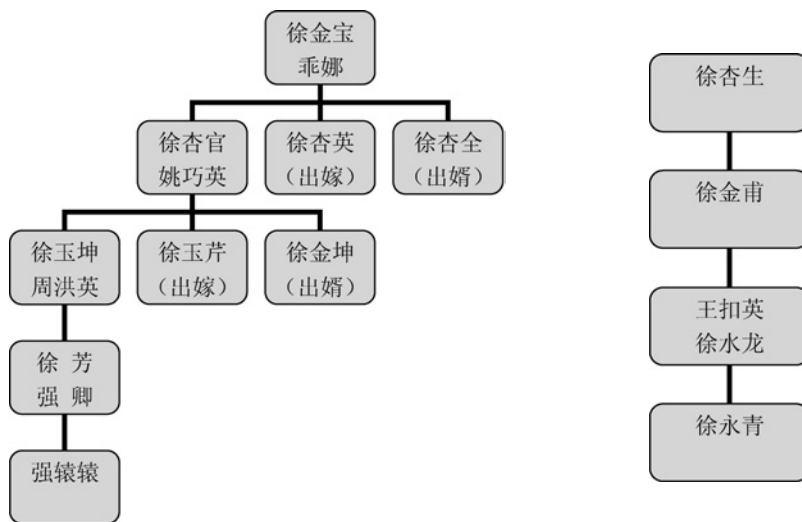 徐金宝
乖娜
徐杏官
姚巧英
徐杏英
（出嫁）
徐杏全
（出婿）
徐玉坤
周洪英
徐玉芹
（出嫁）
徐金坤
（出婿）
徐 芳
强 卿
强辕辕
徐杏生
徐金甫
王扣英
徐水龙
徐永青